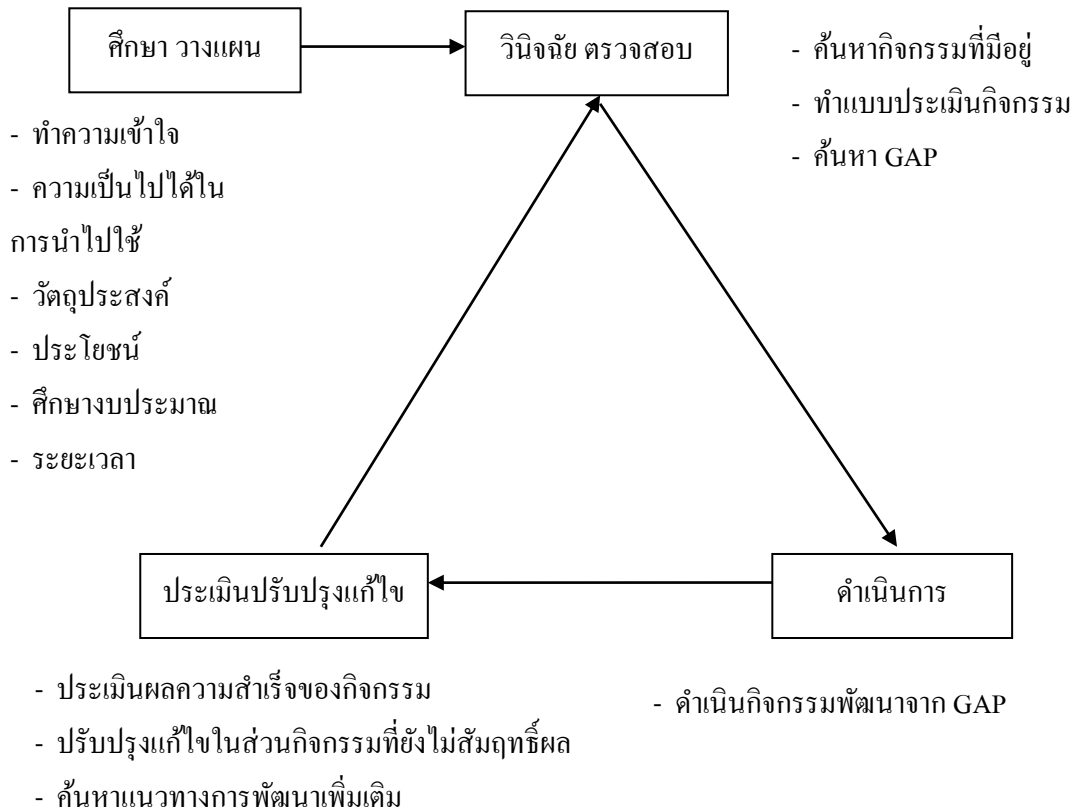 ศึกษา วางแผน
วินิจฉัย ตรวจสอบ
- ค้นหากิจกรรมที่มีอยู่
- ทำแบบประเมินกิจกรรม
- ค้นหา GAP
- ทำความเข้าใจ
- ความเป็นไปได้ใน
การนำไปใช้
- วัตถุประสงค์
- ประโยชน์
- ศึกษางบประมาณ
- ระยะเวลา
ประเมินปรับปรุงแก้ไข
ดำเนินการ
- ประเมินผลความสำเร็จของกิจกรรม
- ปรับปรุงแก้ไขในส่วนกิจกรรมที่ยังไม่สัมฤทธิ์ผล
- ค้นหาแนวทางการพัฒนาเพิ่มเติม
- ดำเนินกิจกรรมพัฒนาจาก GAP